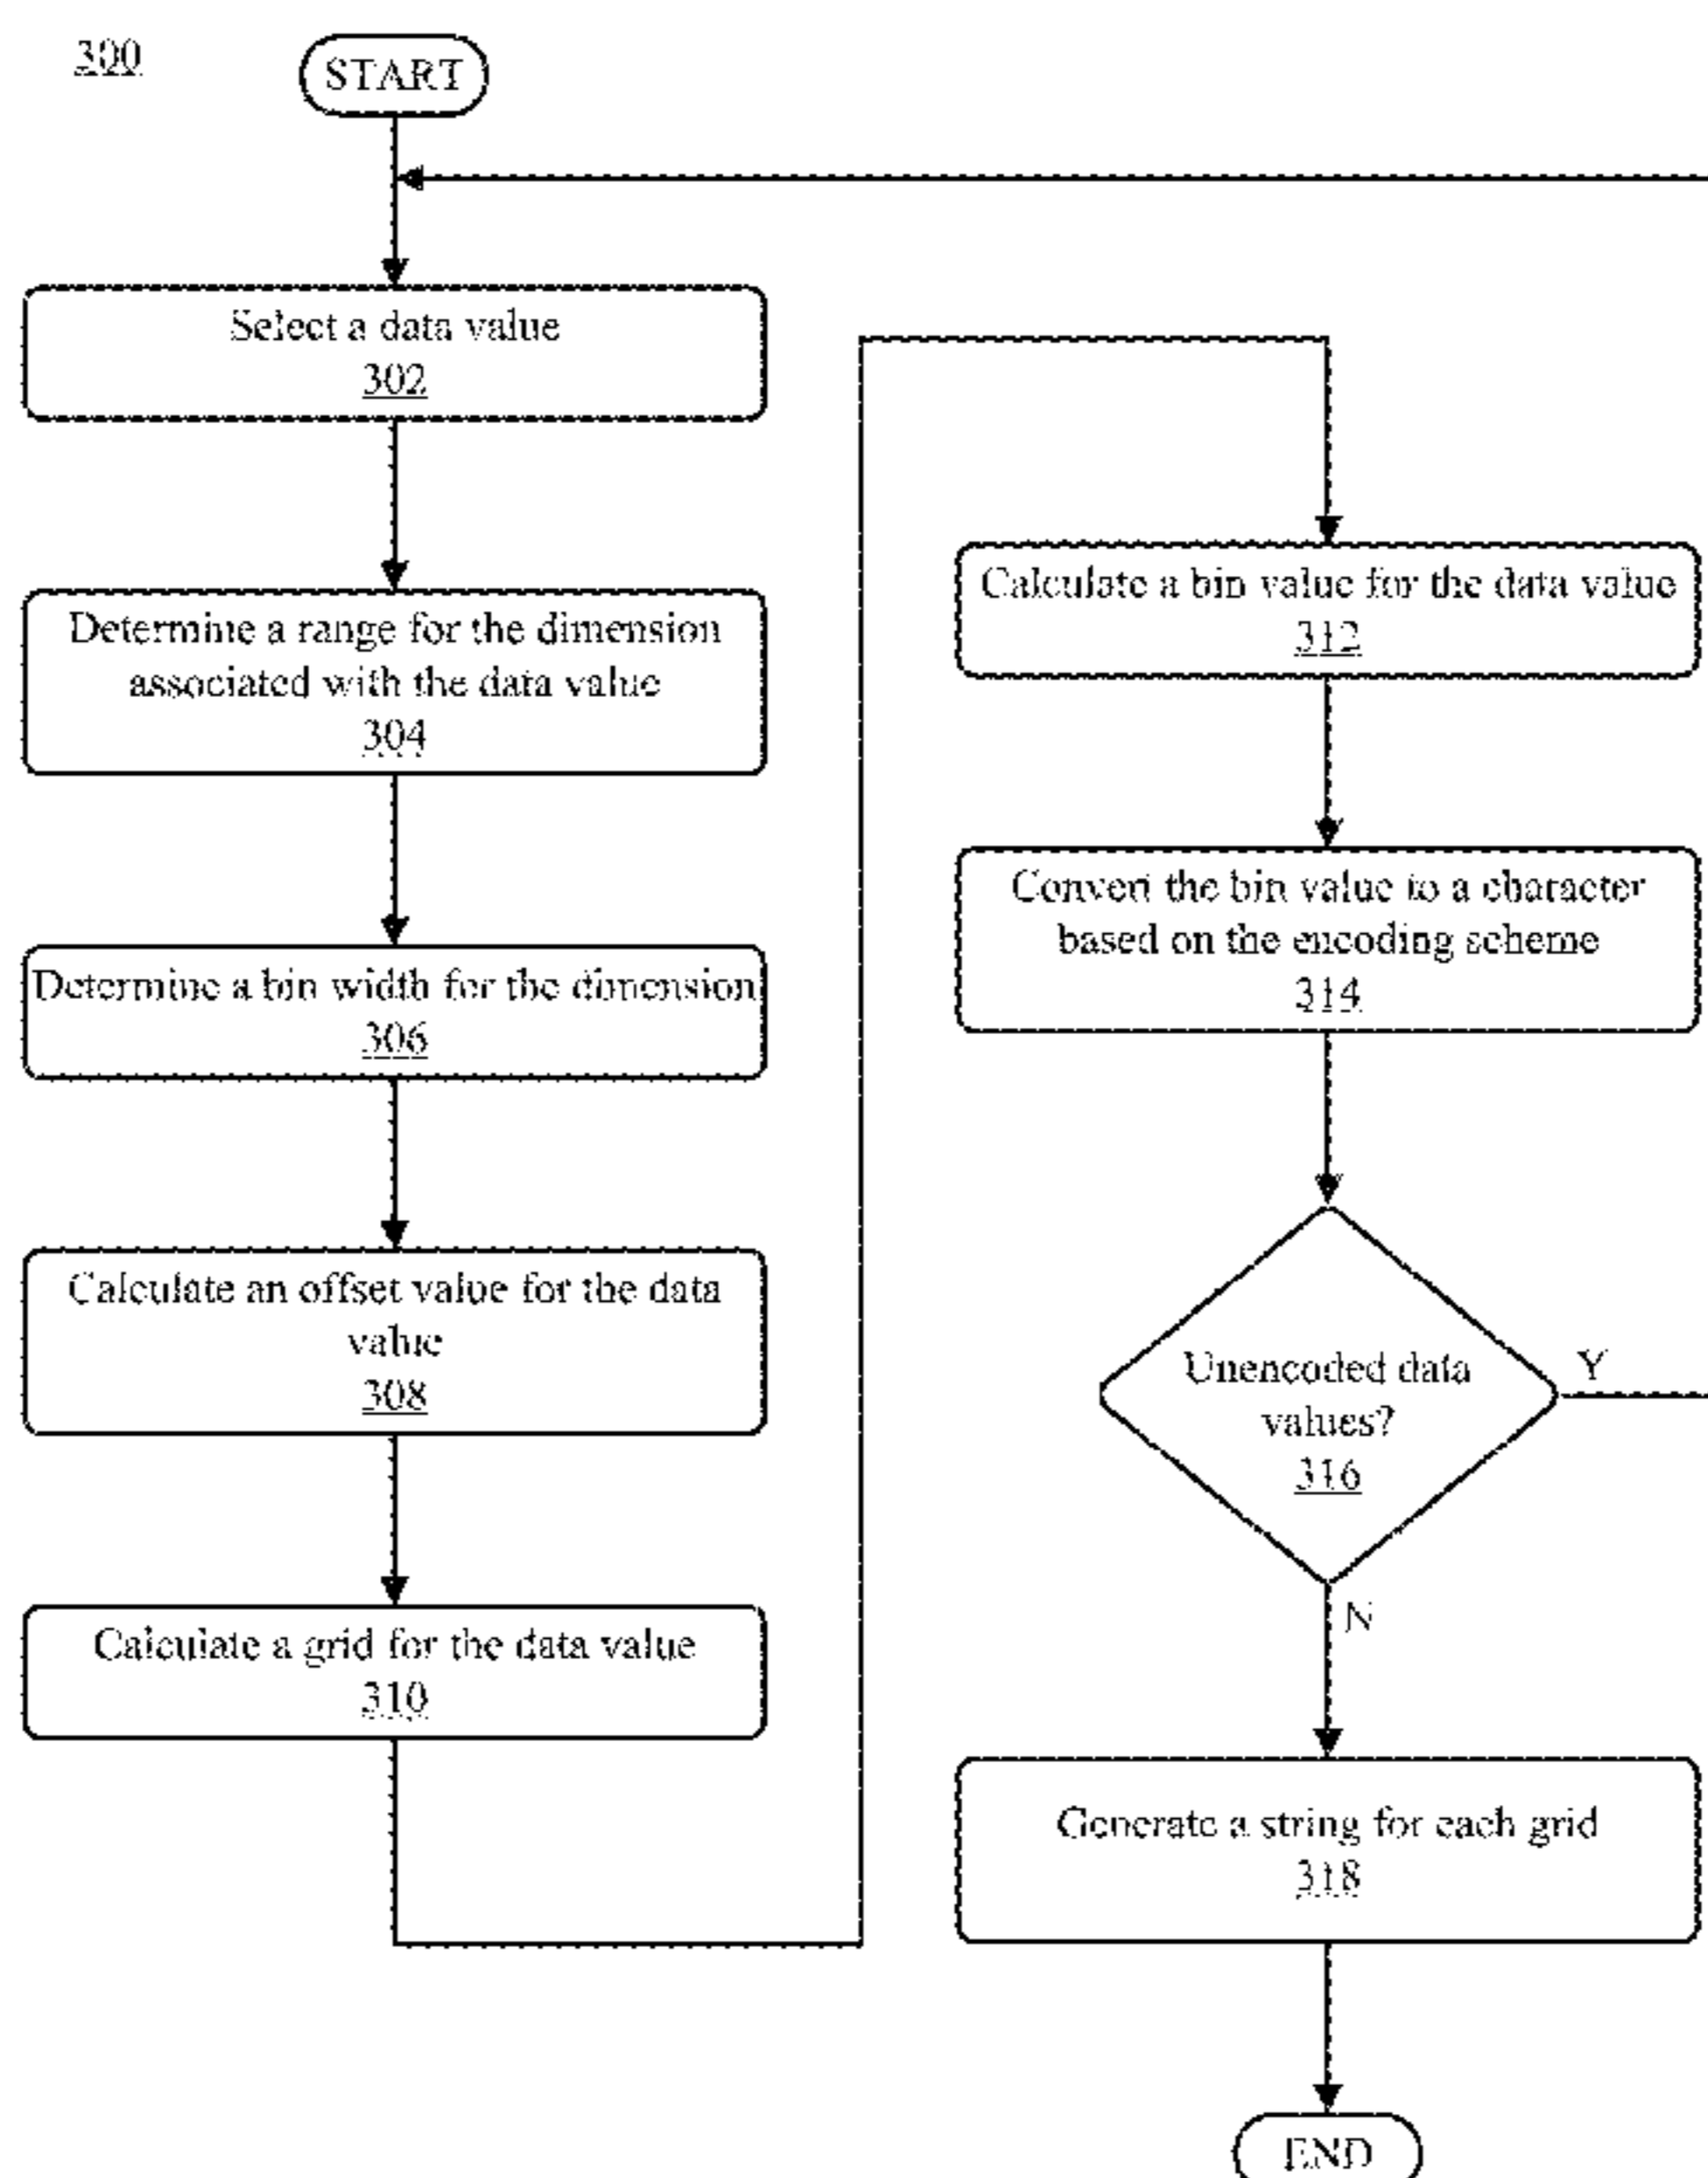 300
START
Select a data value
302
Determine a range for the dimension
associated with the data value
304
Determine a bin width for the dimension
306
Calculate an offset value for the data
value
308
Calculate a grid for the data value
310
Calculate a bin value for the data value
312
Convert the bin value to a character
based on the encoding scheme
314
Unencoded data
values?
316
Y
N
Generate a string for each grid
318
END